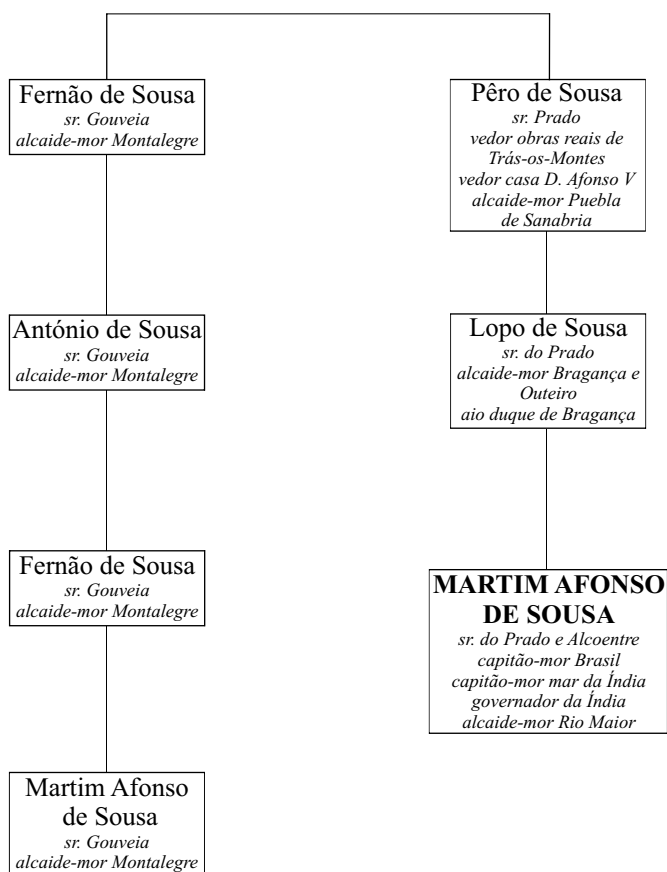 Fernão de Sousa
sr. Gouveia
alcaide-mor Montalegre
Pêro de Sousa
sr. Prado
vedor obras reais de
Trás-os-Montes
vedor casa D. Afonso V
alcaide-mor Puebla
de Sanabria
António de Sousa
sr. Gouveia
alcaide-mor Montalegre
Lopo de Sousa
sr. do Prado
alcaide-mor Bragança e
Outeiro
aio duque de Bragança
Fernão de Sousa
sr. Gouveia
alcaide-mor Montalegre
MARTIM AFONSO
DE SOUSA
sr. do Prado e Alcoentre
capitão-mor Brasil
capitão-mor mar da Índia
governador da Índia
alcaide-mor Rio Maior
Martim Afonso
de Sousa
sr. Gouveia
alcaide-mor Montalegre